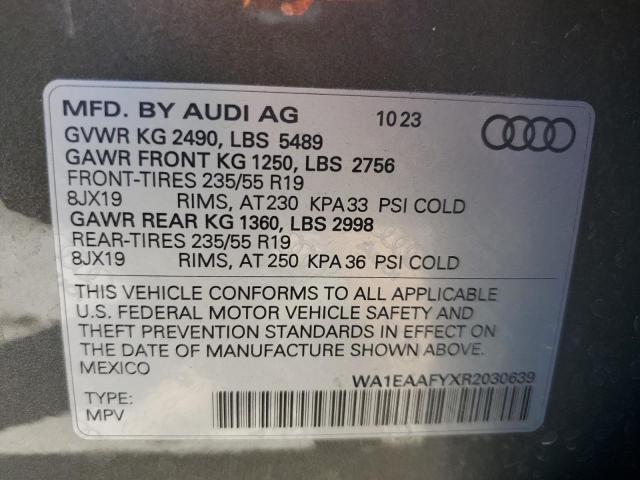 MFD. BY AUDI AG 10 23
GVWR KG 2490, LBS 5489
GAWR FRONT KG 1250, LBS 2756
FRONT-TIRES 235/55 R19
8JX19 RIMS, AT 230 KPA 33 PSI COLD
GAWR REAR KG 1360, LBS 2998
REAR-TIRES 235/55 R19
8JX19 RIMS, AT 250 KPA 36 PSI COLD
THIS VEHICLE CONFORMS TO ALL APPLICABLE
U.S. FEDERAL MOTOR VEHICLE SAFETY AND
THEFT PREVENTION STANDARDS IN EFFECT ON
THE DATE OF MANUFACTURE SHOWN ABOVE.
MEXICO WA1EAAFYXR2030639
TYPE:
MPV